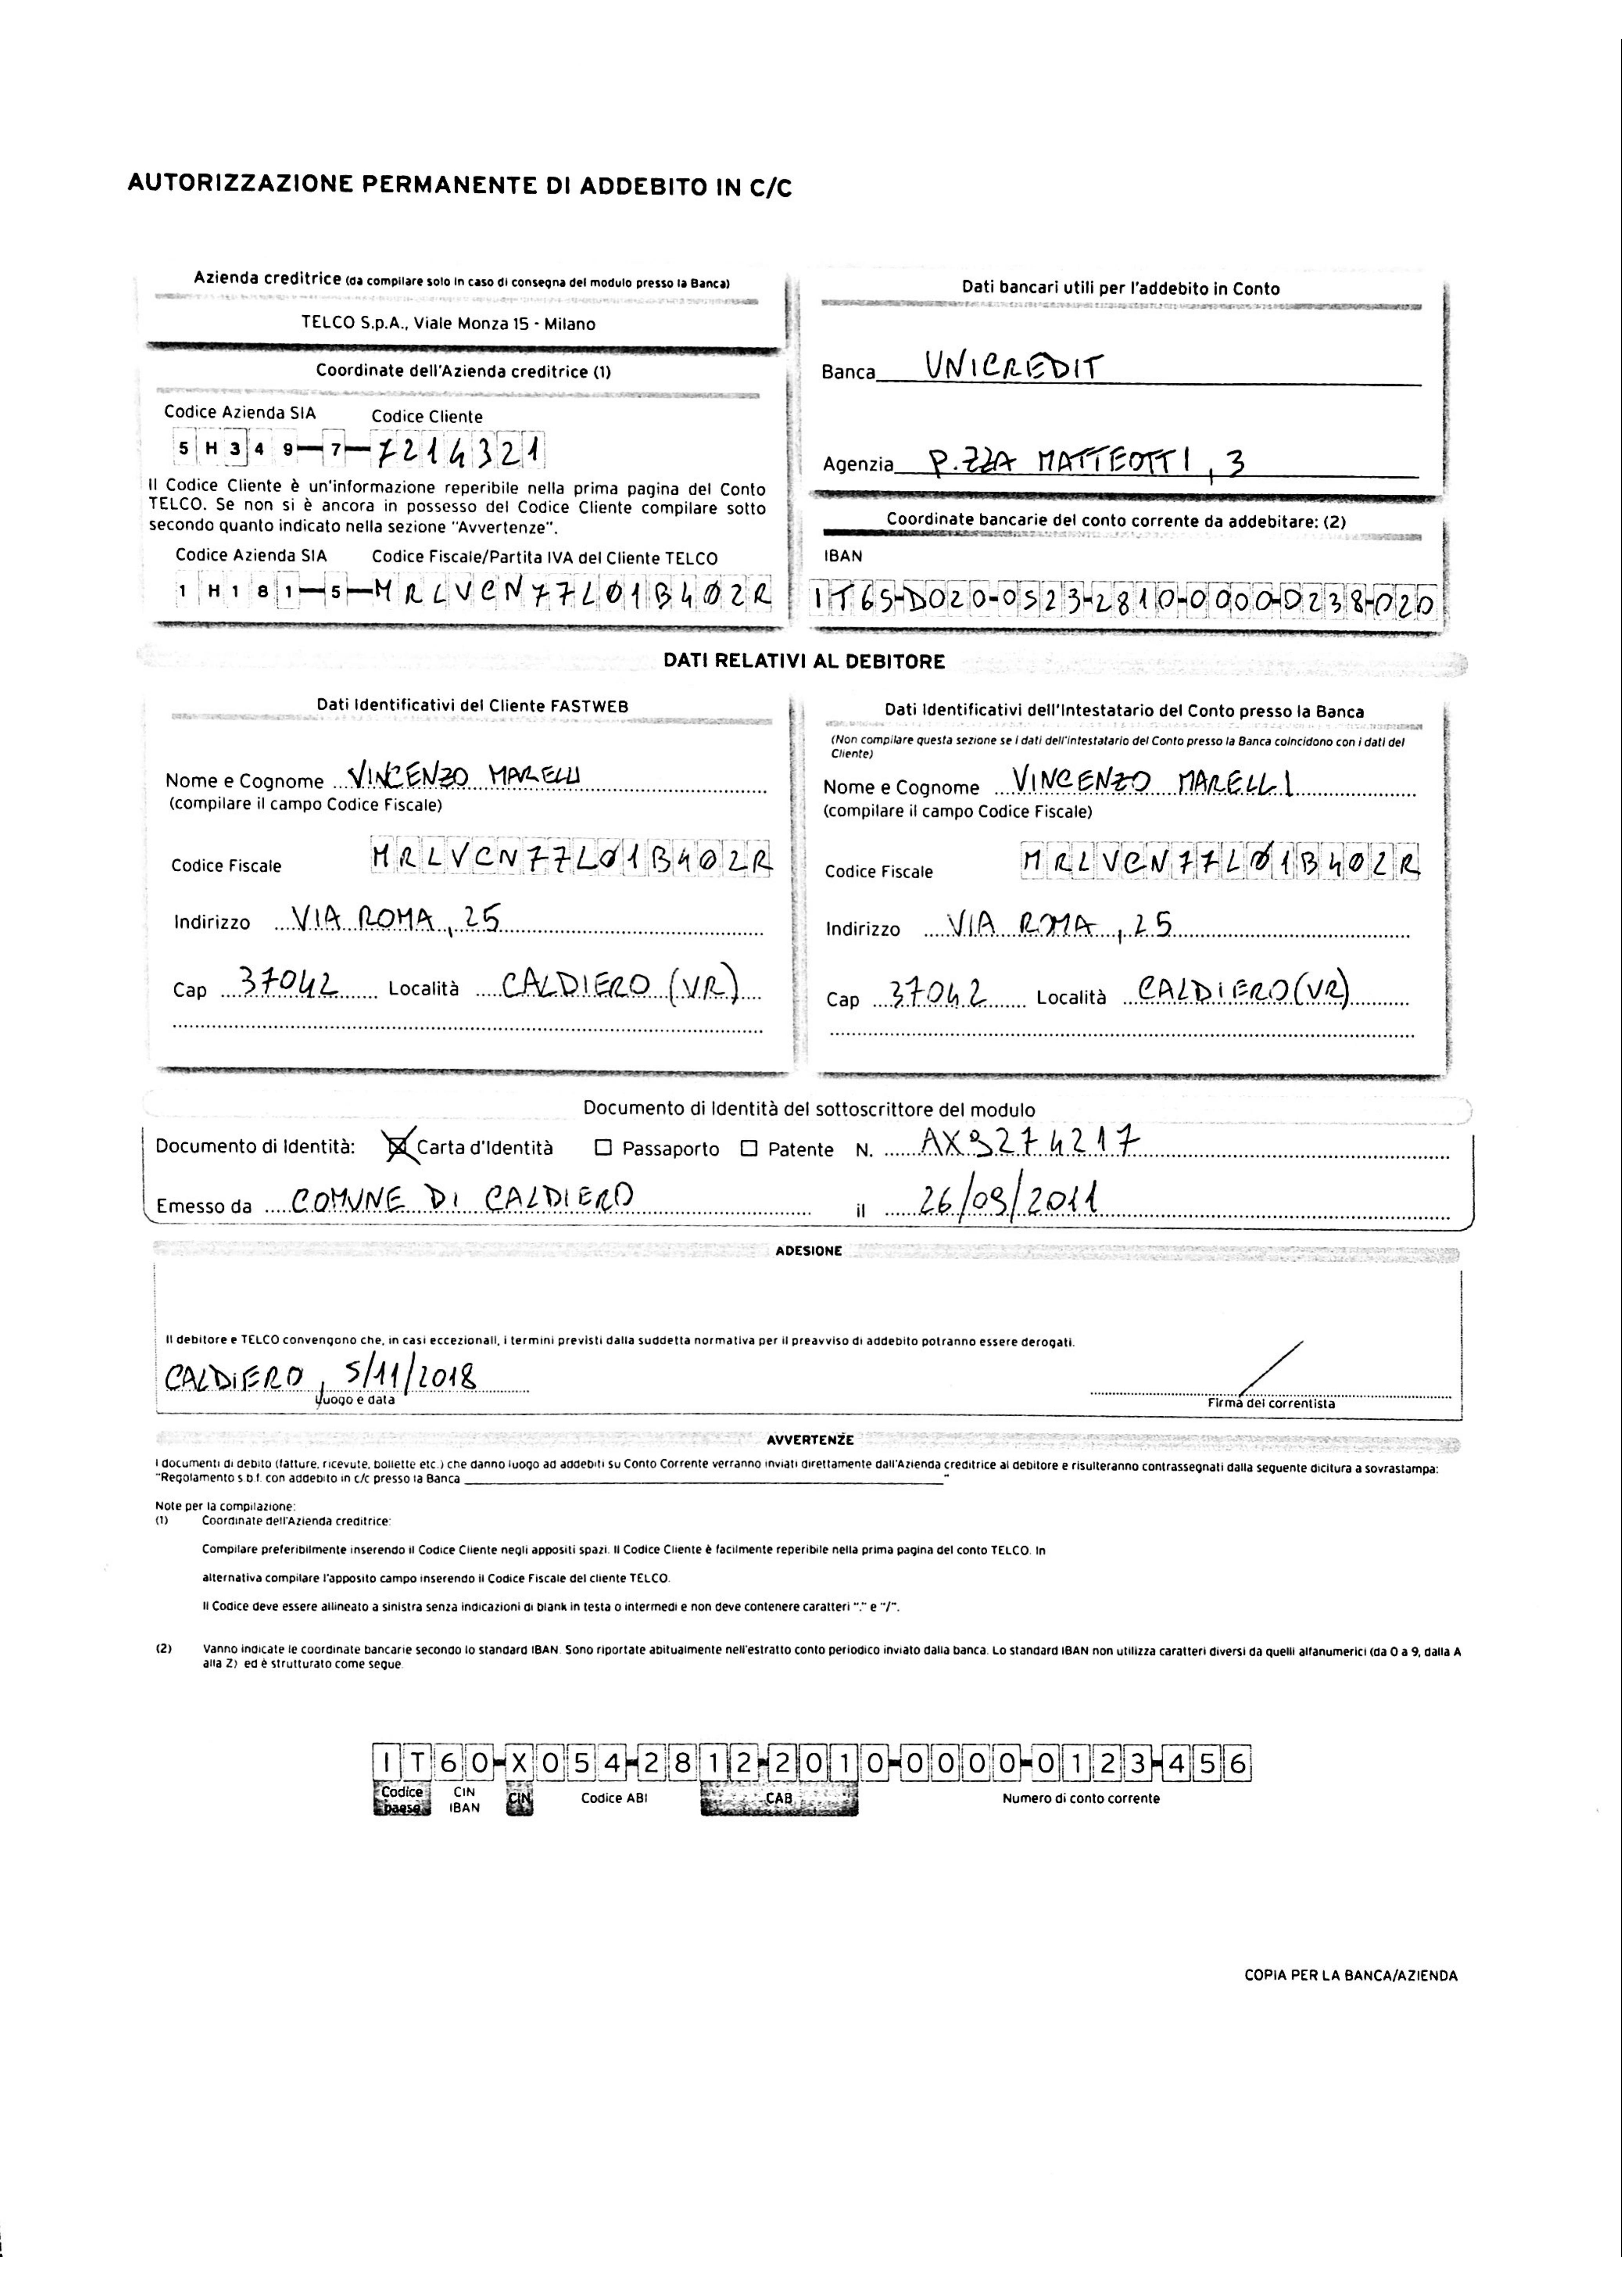 AUTORIZZAZIONE PERMANENTE DI ADDEBITO IN C/C
Azienda creditrice (da compilare solo in caso di consegna del modulo presso la Banca)
TELCO S.p.A., Viale Monza 15 - Milano
Coordinate dell'Azienda creditrice (1)
Codice Azienda SIA Codice Cliente
5 H 3 4 9 - 7 - 7214321
Il Codice Cliente è un'informazione reperibile nella prima pagina del Conto
TELCO. Se non si è ancora in possesso del Codice Cliente compilare sotto
secondo quanto indicato nella sezione "Avvertenze".
Codice Azienda SIA Codice Fiscale/Partita IVA del Cliente TELCO
1 H 1 8 1 - 5 - MRLVCN77L01B402R
Dati bancari utili per l'addebito in Conto
Banca UNICREDIT
Agenzia P.ZZA MATTEOTTI, 3
Coordinate bancarie del conto corrente da addebitare: (2)
IBAN
IT65-D020-0523-2810-0000-0238-020
DATI RELATIVI AL DEBITORE
Dati Identificativi del Cliente FASTWEB
Nome e Cognome VINCENZO MARELLI
(compilare il campo Codice Fiscale)
Codice Fiscale MRLVCN77L01B402R
Indirizzo VIA ROMA, 25
Cap 37042 Località CALDIERO (VR)
Dati Identificativi dell'Intestatario del Conto presso la Banca
(Non compilare questa sezione se i dati dell'intestatario del Conto presso la Banca coincidono con i dati del
Cliente)
Nome e Cognome VINCENZO MARELLI
(compilare il campo Codice Fiscale)
Codice Fiscale MRLVCN77L01B402R
Indirizzo VIA ROMA, 25
Cap 37042 Località CALDIERO (VR)
Documento di Identità del sottoscrittore del modulo
Documento di Identità: Carta d'Identità Passaporto Patente N. AX9274217
Emesso da COMUNE DI CALDIERO il 26/09/2011
ADESIONE
Il debitore e TELCO convengono che, in casi eccezionali, i termini previsti dalla suddetta normativa per il preavviso di addebito potranno essere derogati.
CALDIERO, 5/11/2018
Luogo e data Firma del correntista
AVVERTENZE
I documenti di debito (fatture, ricevute, bollette etc.) che danno luogo ad addebiti su Conto Corrente verranno inviati direttamente dall'Azienda creditrice al debitore e risulteranno contrassegnati dalla seguente dicitura a sovrastampa:
"Regolamento s.b.f. con addebito in c/c presso la Banca "
Note per la compilazione:
(1) Coordinate dell'Azienda creditrice:
Compilare preferibilmente inserendo il Codice Cliente negli appositi spazi. Il Codice Cliente è facilmente reperibile nella prima pagina del conto TELCO. In
alternativa compilare l'apposito campo inserendo il Codice Fiscale del cliente TELCO.
Il Codice deve essere allineato a sinistra senza indicazioni di blank in testa o intermedi e non deve contenere caratteri "." e "/".
(2) Vanno indicate le coordinate bancarie secondo lo standard IBAN. Sono riportate abitualmente nell'estratto conto periodico inviato dalla banca. Lo standard IBAN non utilizza caratteri diversi da quelli alfanumerici (da 0 a 9, dalla A
alla Z) ed è strutturato come segue.
IT60-X054-2812-2010-0000-0123-456
Codice CIN CIN Codice ABI CAB Numero di conto corrente
paese IBAN
COPIA PER LA BANCA/AZIENDA